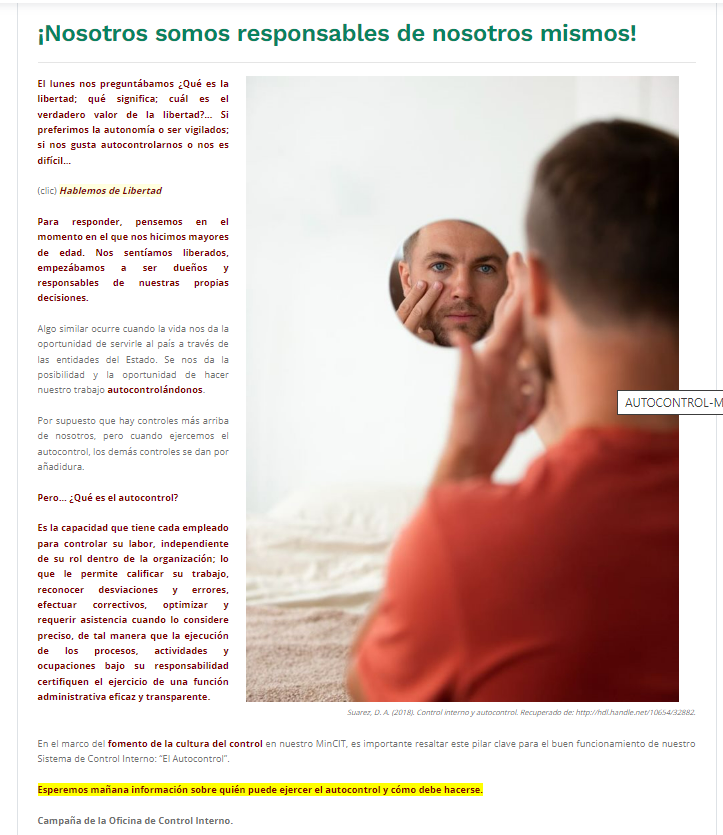 ¡Nosotros somos responsables de nosotros mismos!
El lunes nos preguntábamos ¿Qué es la
libertad; qué significa; cuál es el
verdadero valor de la libertad?... Si
preferimos la autonomía o ser vigilados;
si nos gusta autocontrolarnos o nos es
difícil...
(clic) Hablemos de Libertad
Para responder, pensemos en el
momento en el que nos hicimos mayores
de edad. Nos sentíamos liberados,
empezábamos a ser dueños y
responsables de nuestras propias
decisiones.
Algo similar ocurre cuando la vida nos da la
oportunidad de servirle al país a través de
las entidades del Estado. Se nos da la
posibilidad y la oportunidad de hacer
nuestro trabajo autocontrolándonos.
Por supuesto que hay controles más arriba
de nosotros, pero cuando ejercemos el
autocontrol, los demás controles se dan por
añadidura.
Pero... ¿Qué es el autocontrol?
Es la capacidad que tiene cada empleado
para controlar su labor, independiente
de su rol dentro de la organización; lo
que le permite calificar su trabajo,
reconocer desviaciones y errores,
efectuar correctivos, optimizar y
requerir asistencia cuando lo considere
preciso, de tal manera que la ejecución
de los procesos, actividades y
ocupaciones bajo su responsabilidad
certifiquen el ejercicio de una función
administrativa eficaz y transparente.
AUTOCONTROL-M
Suarez, D. A. (2018). Control interno y autocontrol. Recuperado de: http://hdl.handle.net/10654/32882.
En el marco del fomento de la cultura del control en nuestro MinCIT, es importante resaltar este pilar clave para el buen funcionamiento de nuestro
Sistema de Control Interno: "El Autocontrol".
Esperemos mañana información sobre quién puede ejercer el autocontrol y cómo debe hacerse.
Campaña de la Oficina de Control Interno.